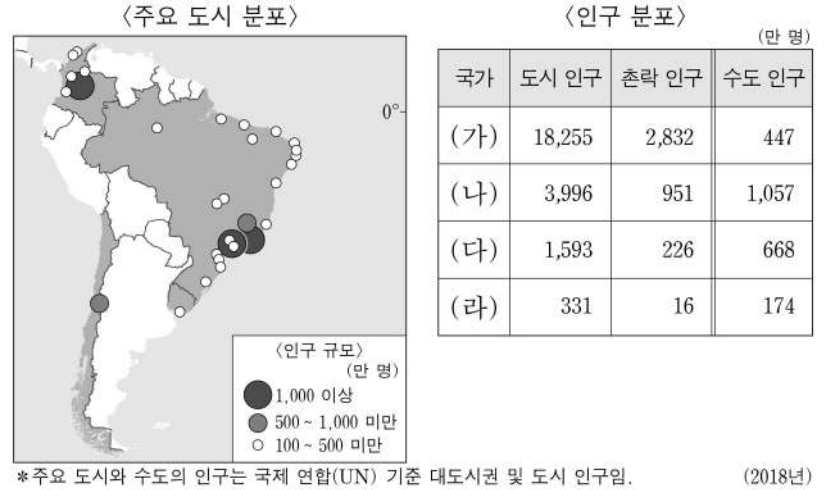 〈주요 도시 분포〉
0°
〈인구 규모〉
(만 명)
1,000 이상
500 ~ 1,000 미만
100 ~ 500 미만
〈인구 분포〉
(만 명)
국가 도시 인구 촌락 인구 수도 인구
(가) 18,255 2,832 447
(나) 3,996 951 1,057
(다) 1,593 226 668
(라) 331 16 174
*주요 도시와 수도의 인구는 국제 연합(UN) 기준 대도시권 및 도시 인구임. (2018년)